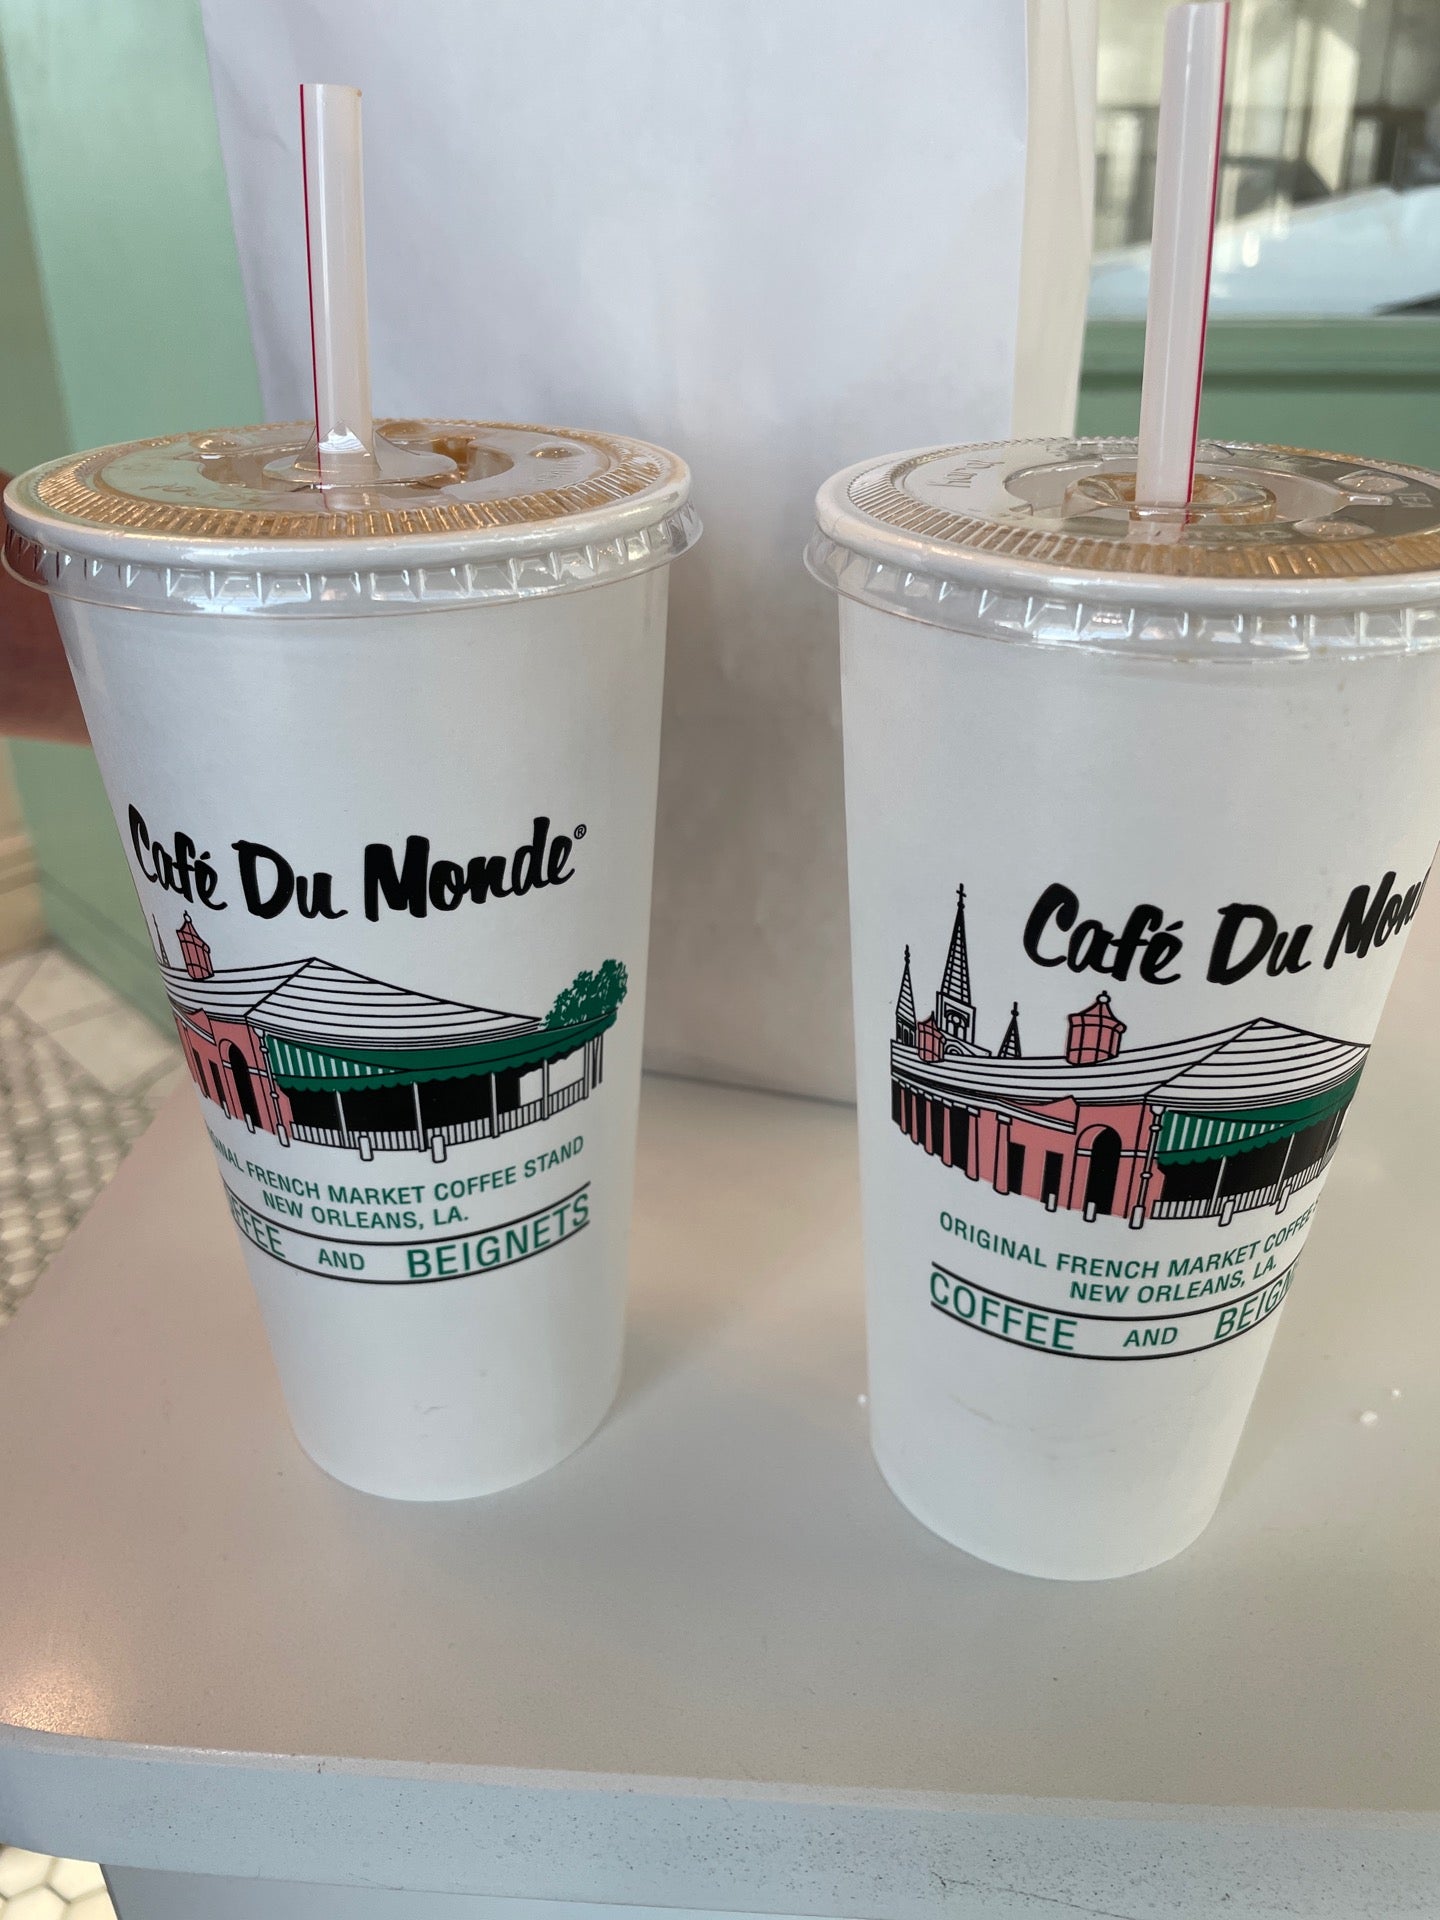 Café Du Monde®
FRENCH MARKET COFFEE STAND
NEW ORLEANS, LA.
AND BEIGNETS
Café Du
ORIGINAL FRENCH MARKET COFFEE
NEW ORLEANS, LA.
COFFEE AND